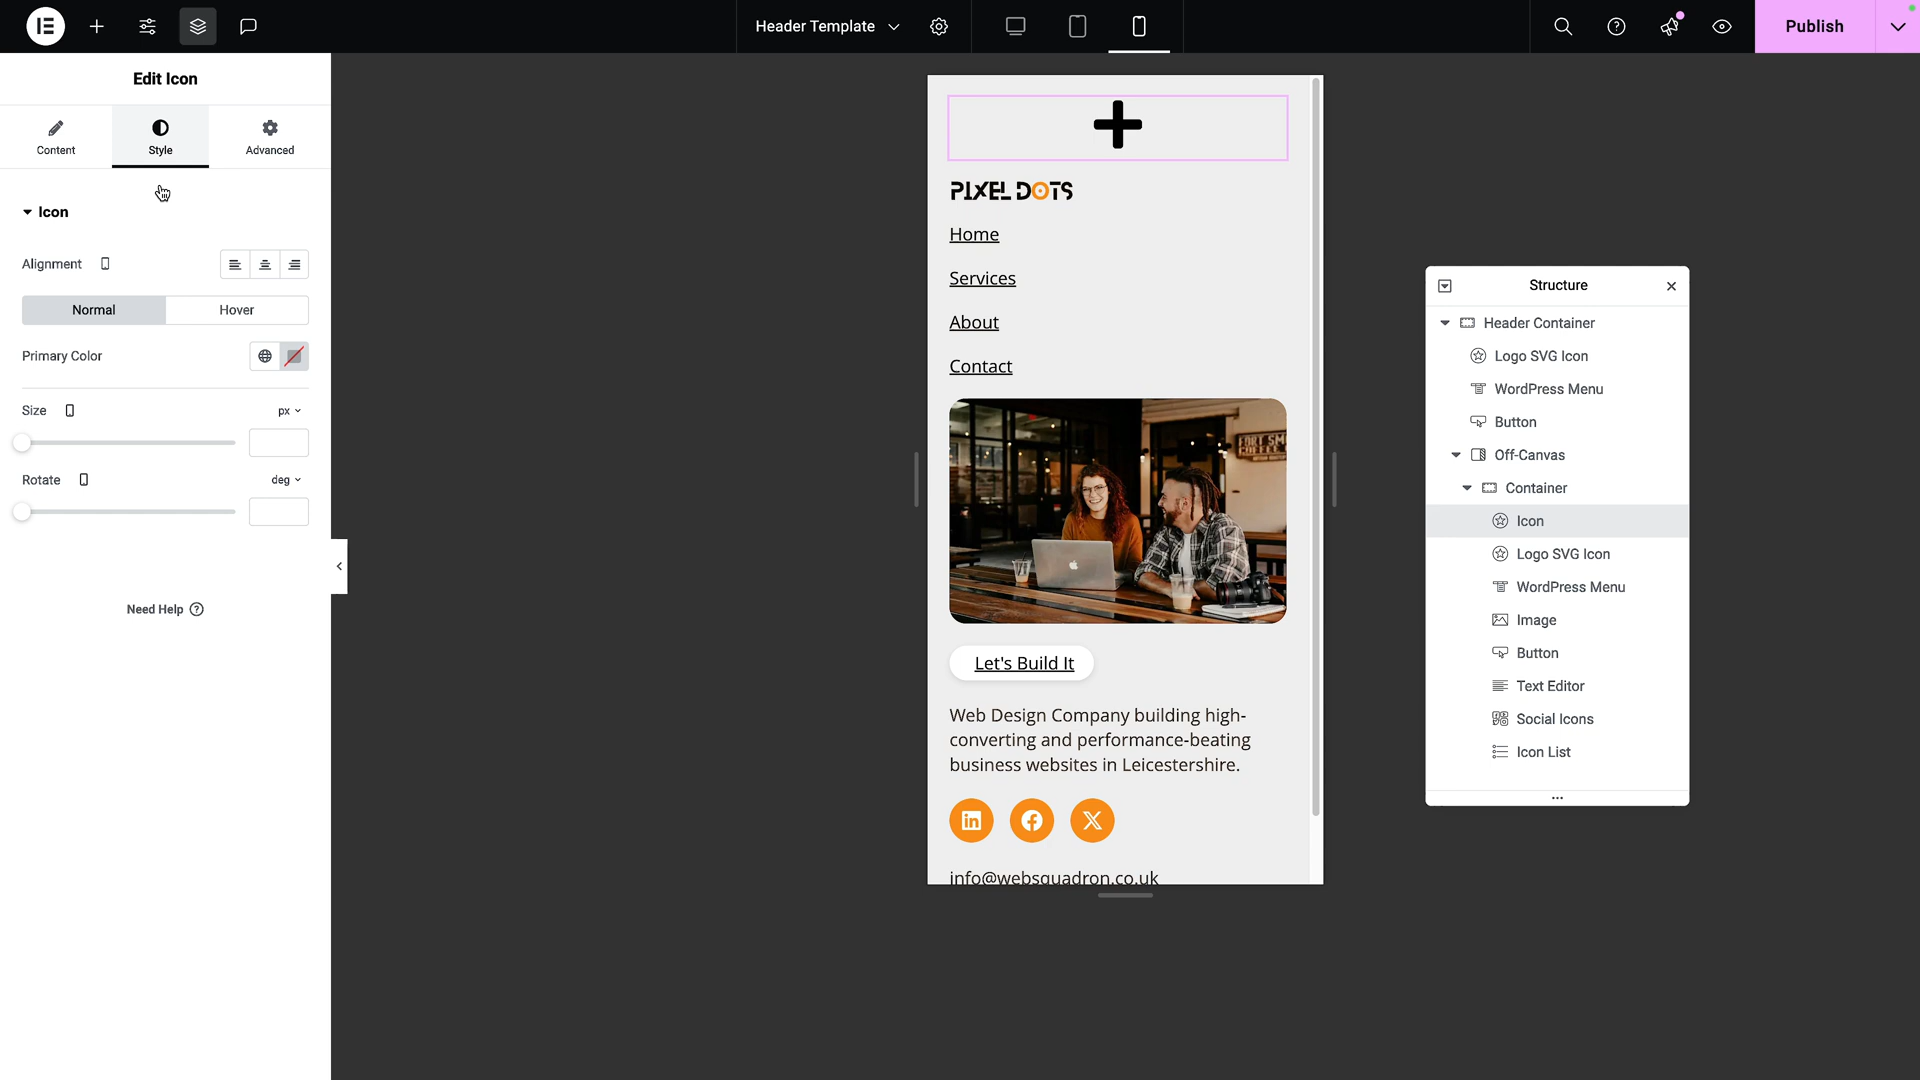 Header Template
Publish
Edit Icon
Content
Style
Advanced
Icon
Alignment
Normal
Hover
Primary Color
Size
px
Rotate
deg
Need Help
PIXEL DOTS
Home
Services
About
Contact
FORT SM
COFFEE
Let's Build It
Web Design Company building high-
converting and performance-beating
business websites in Leicestershire.
info@websquadron.co.uk
Structure
Header Container
Logo SVG Icon
WordPress Menu
Button
Off-Canvas
Container
Icon
Logo SVG Icon
WordPress Menu
Image
Button
Text Editor
Social Icons
Icon List